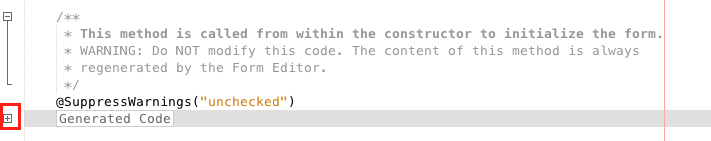 /**
 * This method is called from within the constructor to initialize the form.
 * WARNING: Do NOT modify this code. The content of this method is always
 * regenerated by the Form Editor.
 */
@SuppressWarnings("unchecked")
Generated Code